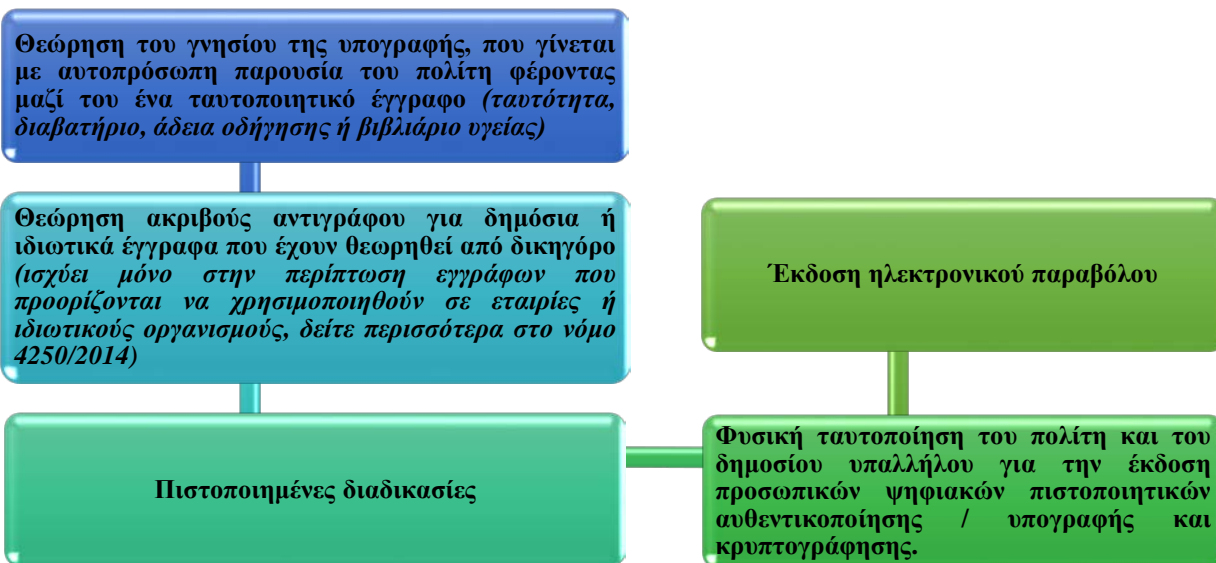 Θεώρηση του γνησίου της υπογραφής, που γίνεται
με αυτοπρόσωπη παρουσία του πολίτη φέροντας
μαζί του ένα ταυτοποιητικό έγγραφο (ταυτότητα,
διαβατήριο, άδεια οδήγησης ή βιβλιάριο υγείας)
Θεώρηση ακριβούς αντιγράφου για δημόσια ή
ιδιωτικά έγγραφα που έχουν θεωρηθεί από δικηγόρο
(ισχύει μόνο στην περίπτωση εγγράφων που
προορίζονται να χρησιμοποιηθούν σε εταιρίες ή
ιδιωτικούς οργανισμούς, δείτε περισσότερα στο νόμο
4250/2014)
Πιστοποιημένες διαδικασίες
Φυσική ταυτοποίηση του πολίτη και του
δημοσίου υπαλλήλου για την έκδοση
προσωπικών ψηφιακών πιστοποιητικών
αυθεντικοποίησης / υπογραφής και
κρυπτογράφησης.
Έκδοση ηλεκτρονικού παραβόλου